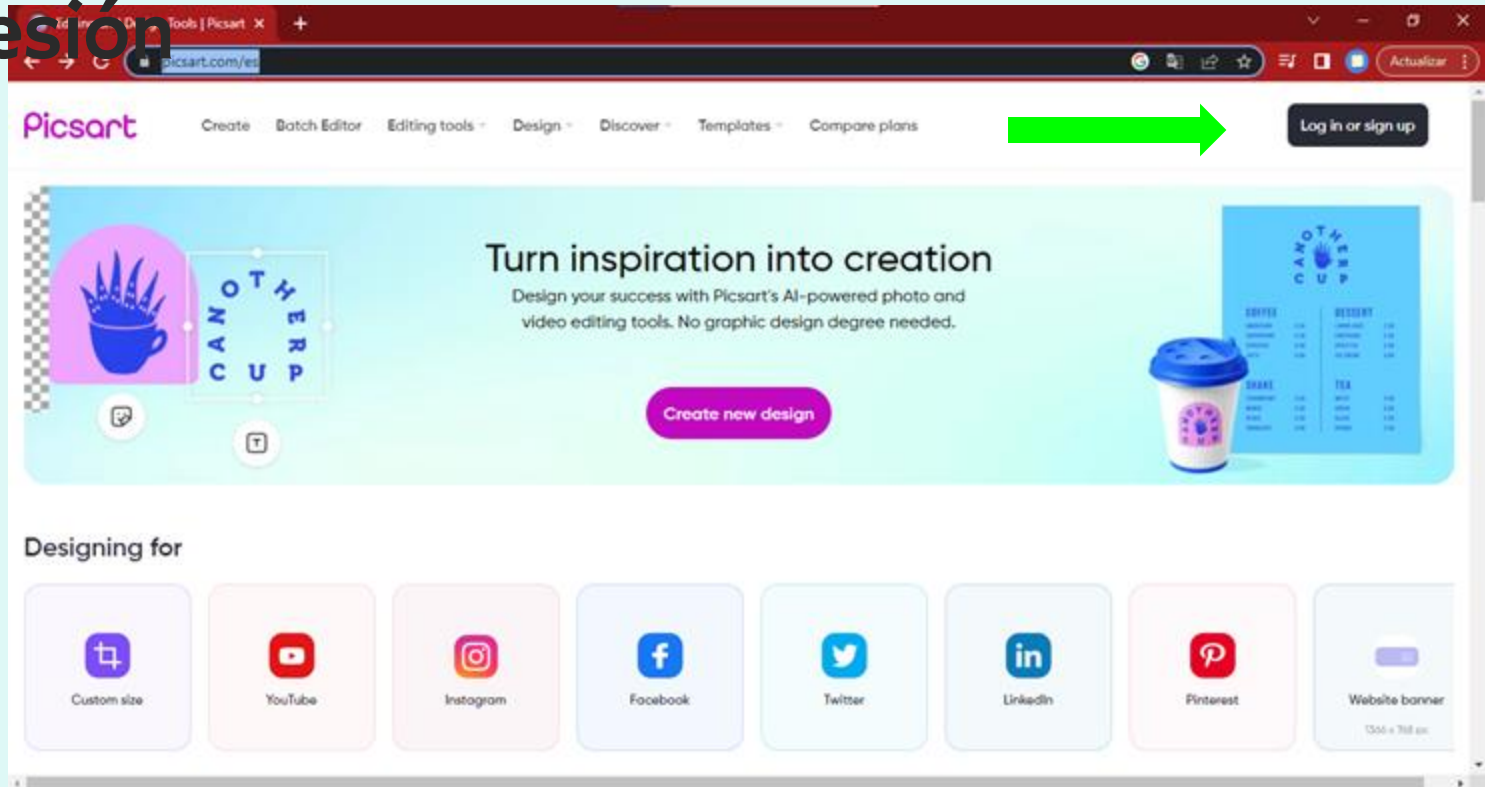 esión
Tools | Picsart
picsart.com/es
Actualizar
Picsart
Create Batch Editor Editing tools Design Discover Templates Compare plans
Log in or sign up
Turn inspiration into creation
Design your success with Picsart's AI-powered photo and
video editing tools. No graphic design degree needed.
Create new design
ANOTHER
CUP
T
ANOTHER
CUP
COFFEE DESSERT
SHAKE TEA
Designing for
Custom size
YouTube
Instagram
Facebook
Twitter
LinkedIn
Pinterest
Website banner